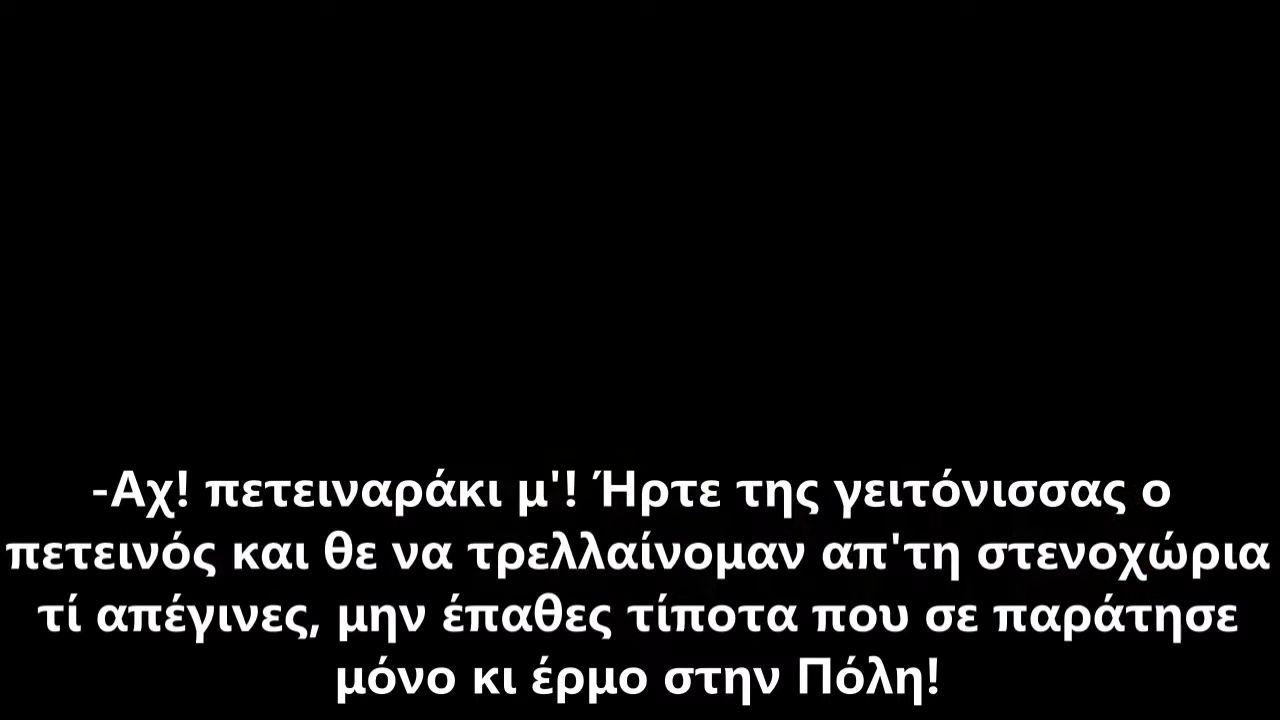 -Αχ! πετειναράκι μ'! Ήρτε της γειτόνισσας ο
πετεινός και θε να τρελλαίνομαν απ'τη στενοχώρια
τί απέγινες, μην έπαθες τίποτα που σε παράτησε
μόνο κι έρμο στην Πόλη!